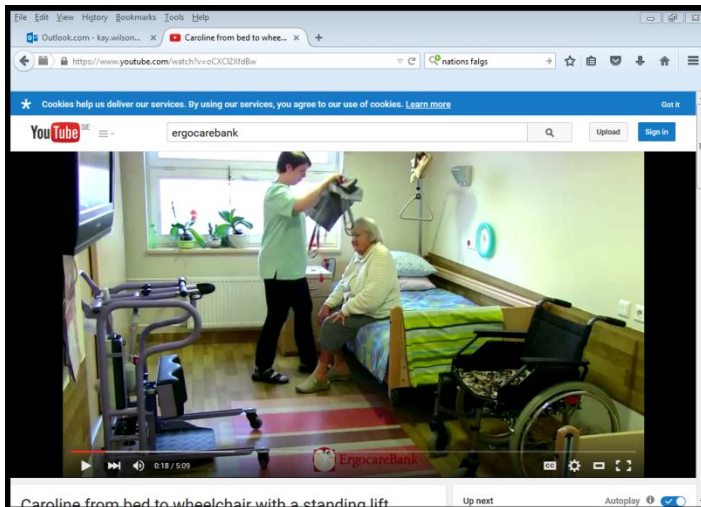 File Edit View History Bookmarks Tools Help
Outlook.com - kay.wilson... × Caroline from bed to whee... × +
https://www.youtube.com/watch?v=oCXCI2XfdBw nations falgs
Cookies help us deliver our services. By using our services, you agree to our use of cookies. Learn more Got it
YouTube SE ergocarebank Upload Sign in
ErgocareBank
0:18 / 5:09 CC
Caroline from bed to wheelchair with a standing lift Up next Autoplay